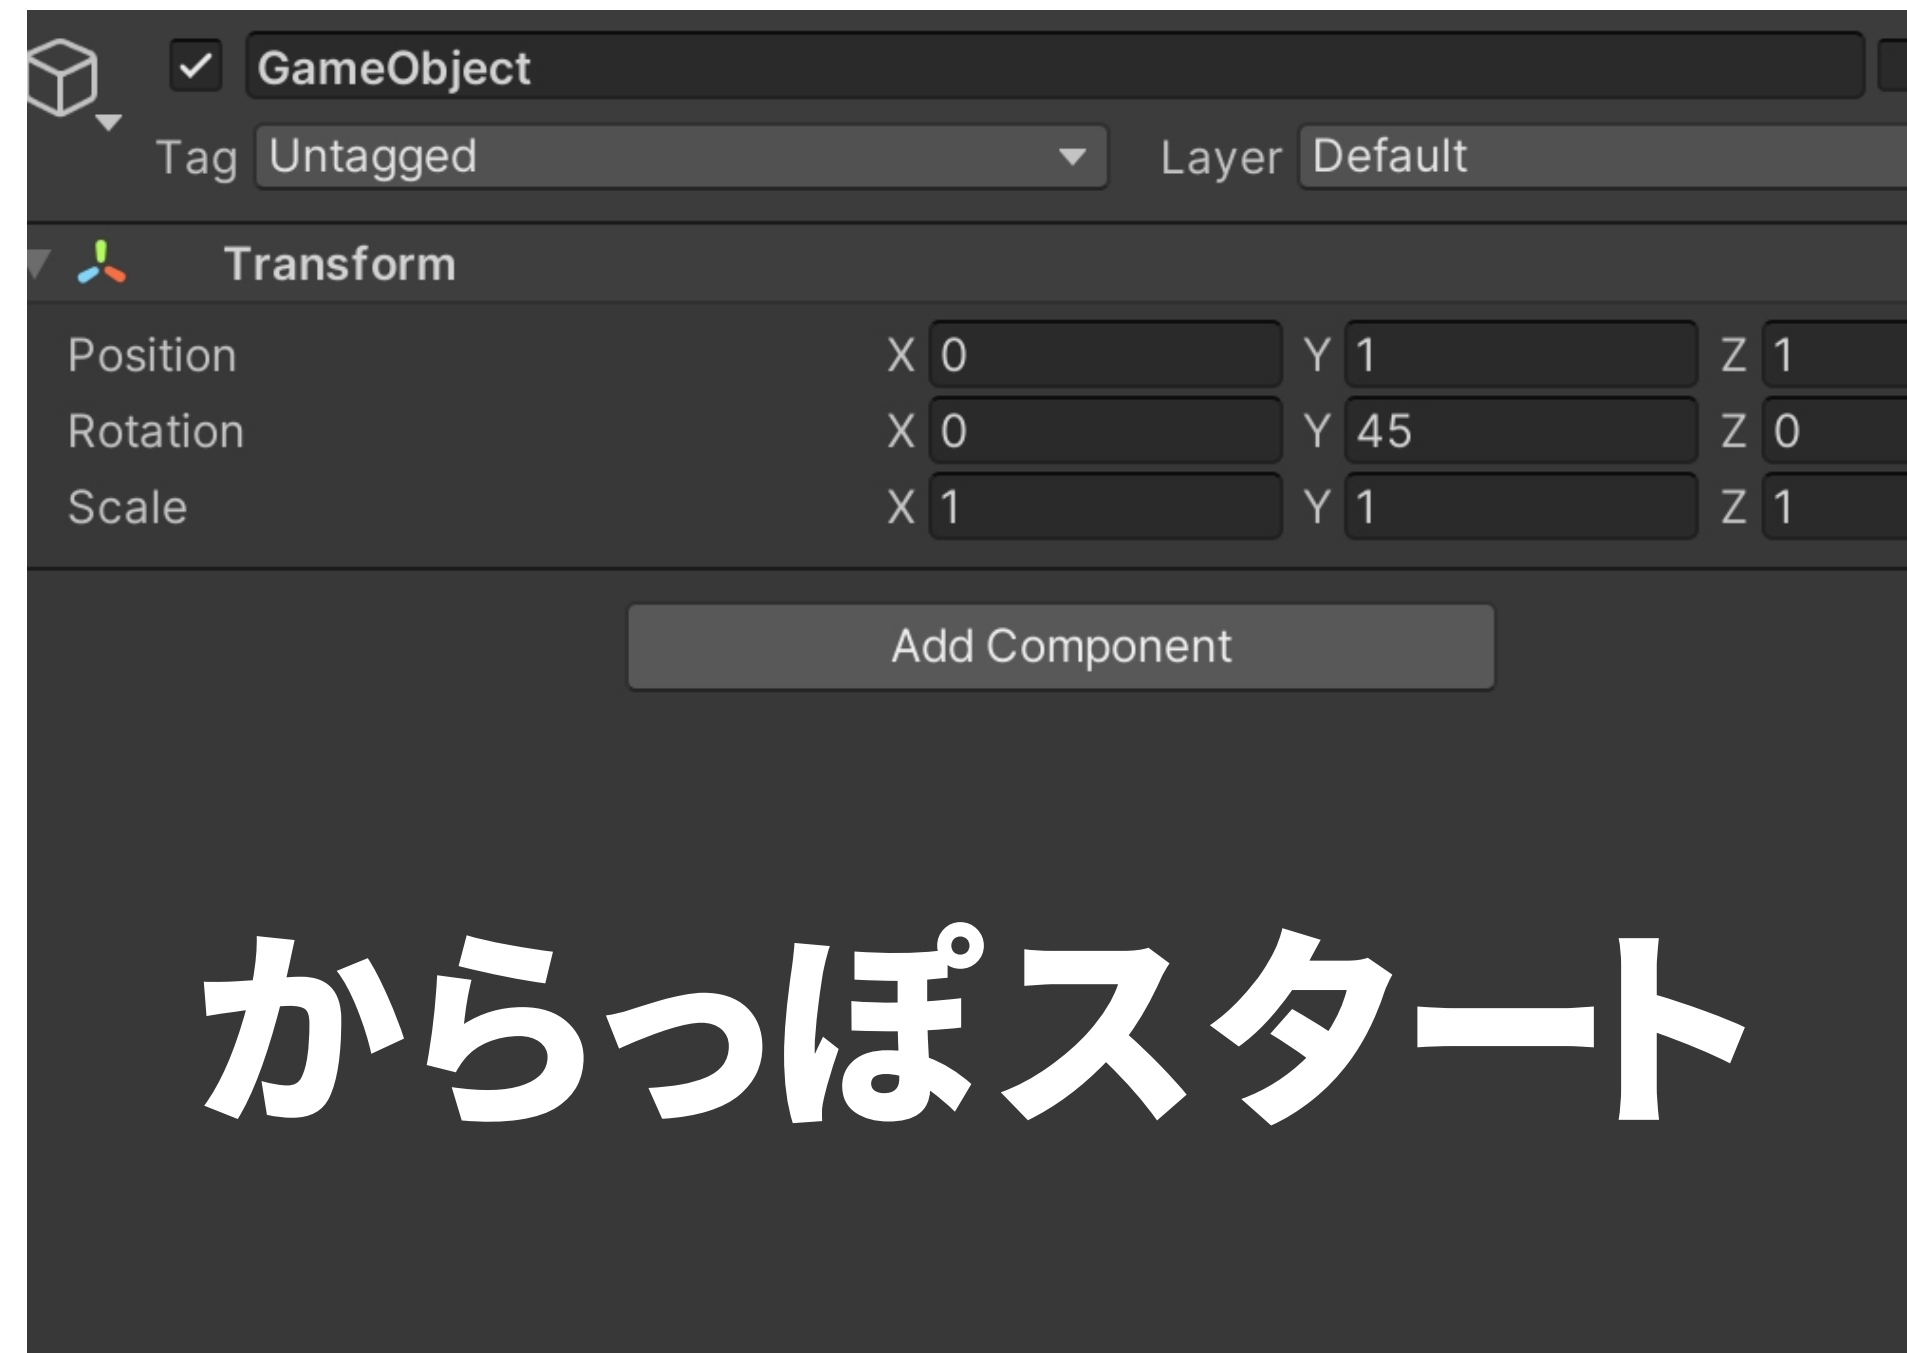 GameObject
Tag Untagged Layer Default
Transform
Position X 0 Y 1 Z 1
Rotation X 0 Y 45 Z 0
Scale X 1 Y 1 Z 1
Add Component
からっぽスタート